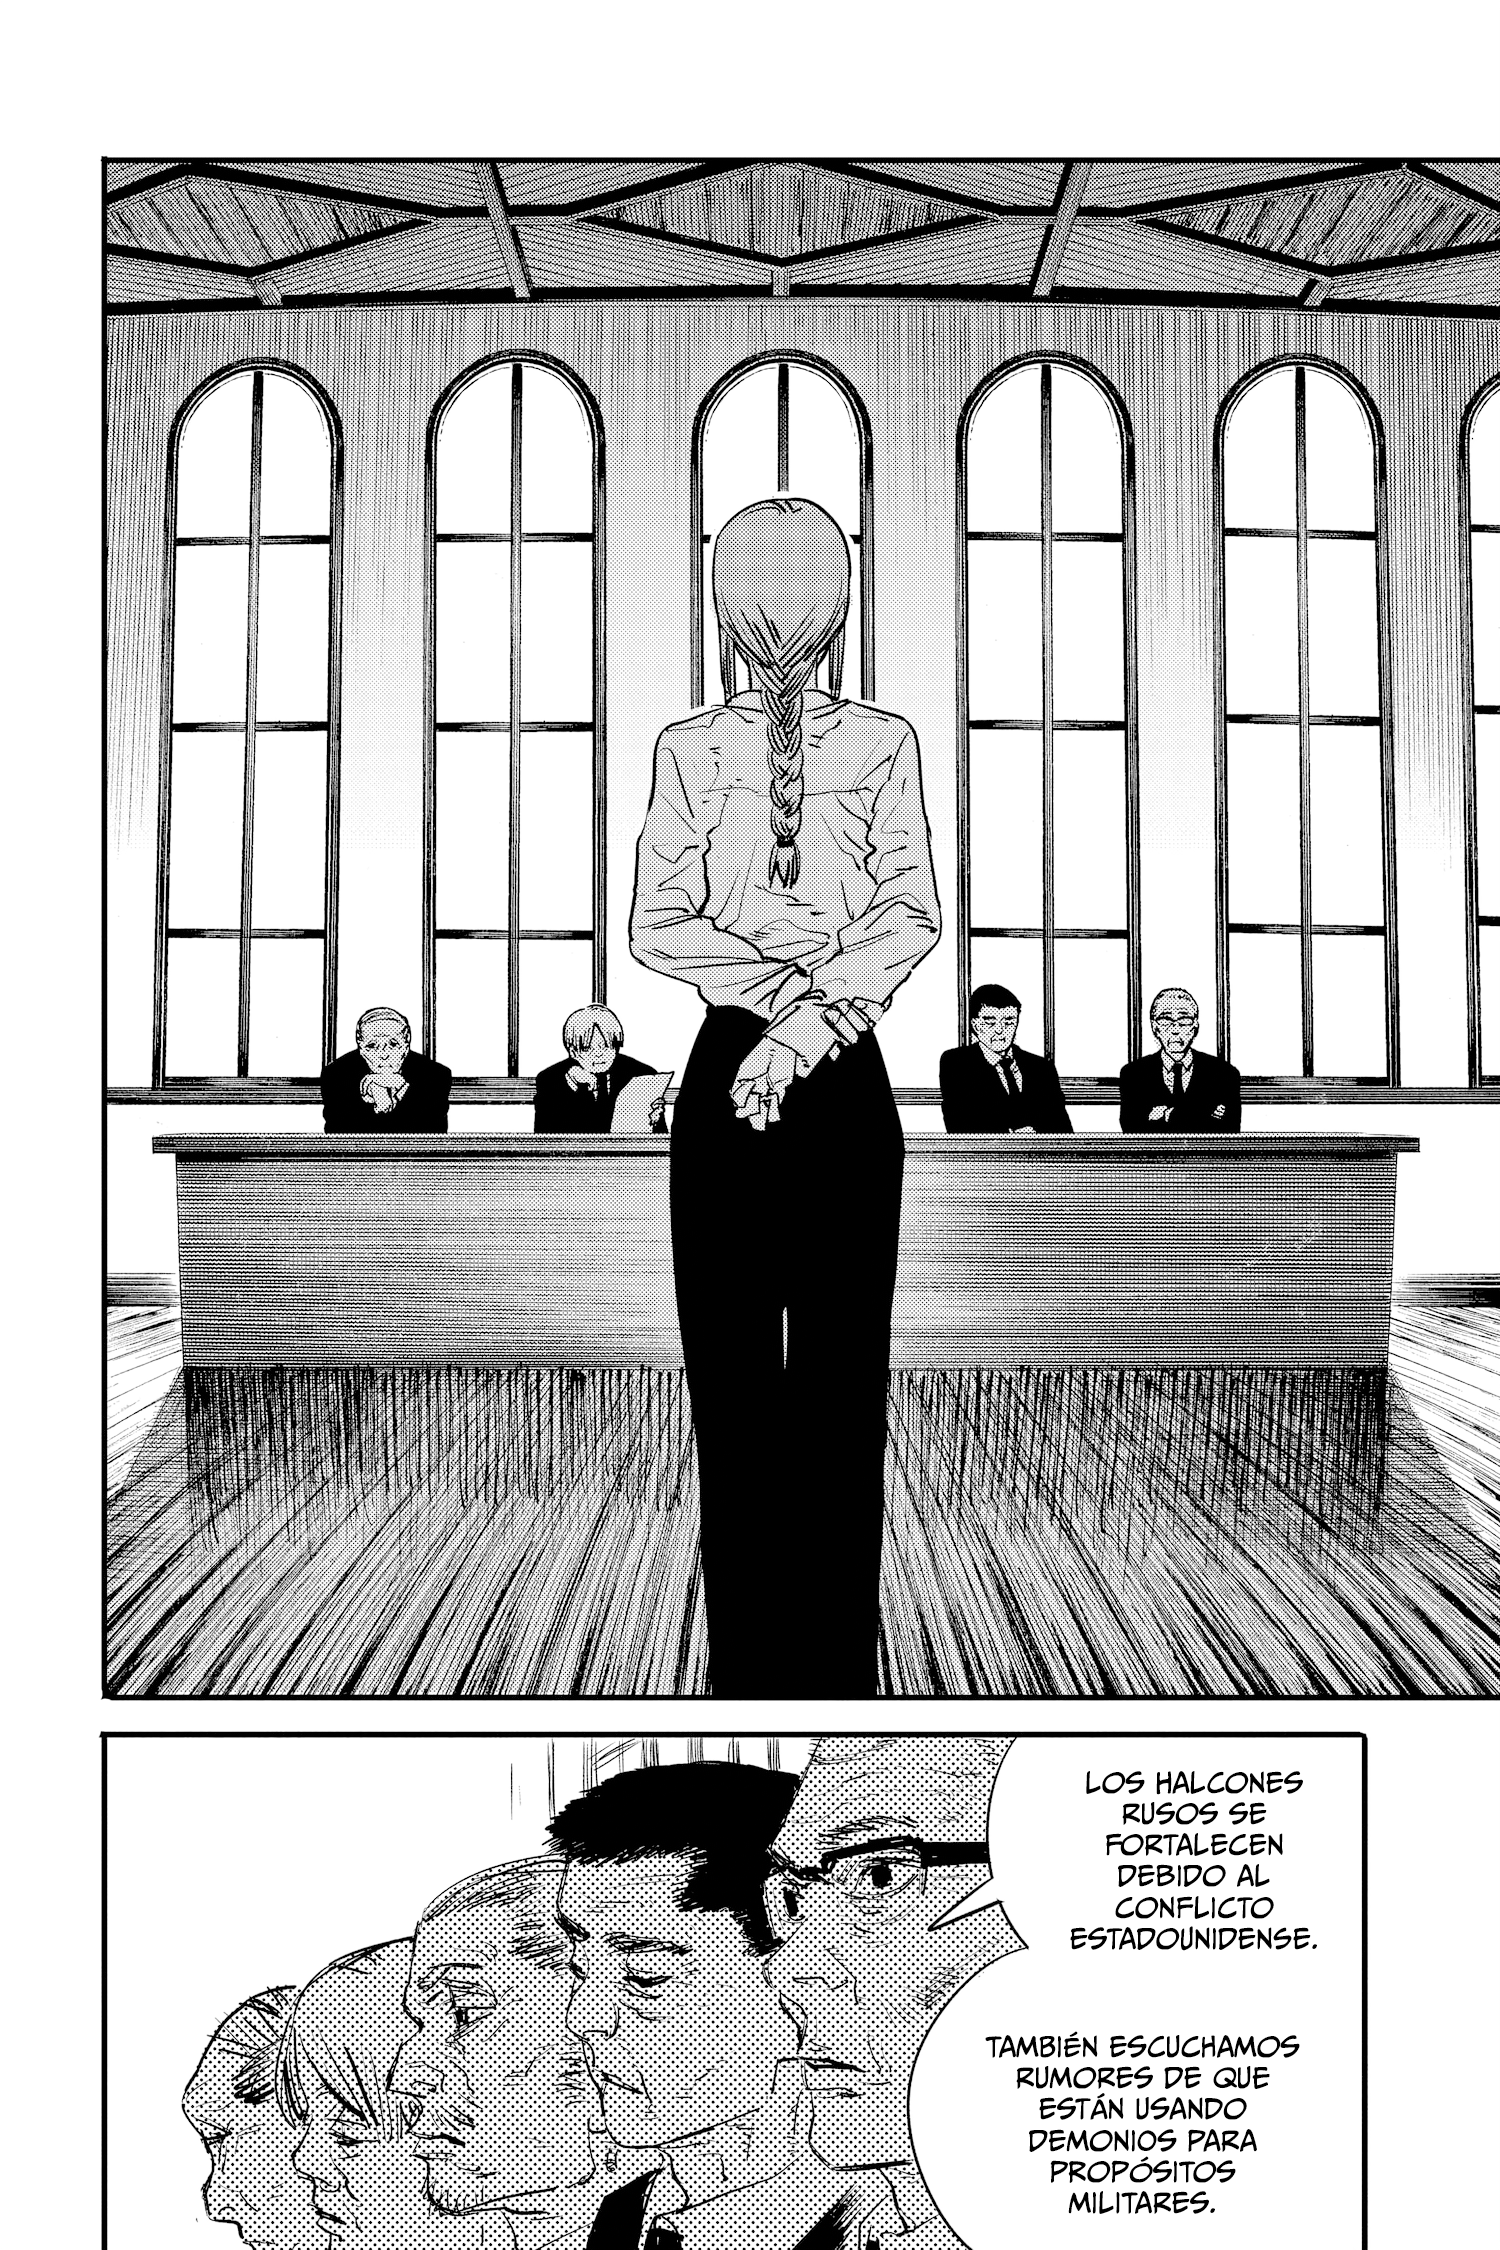 LOS HALCONES
RUSOS SE
FORTALECEN
DEBIDO AL
CONFLICTO
ESTADOUNIDENSE.
TAMBIÉN ESCUCHAMOS
RUMORES DE QUE
ESTÁN USANDO
DEMONIOS PARA
PROPÓSITOS
MILITARES.